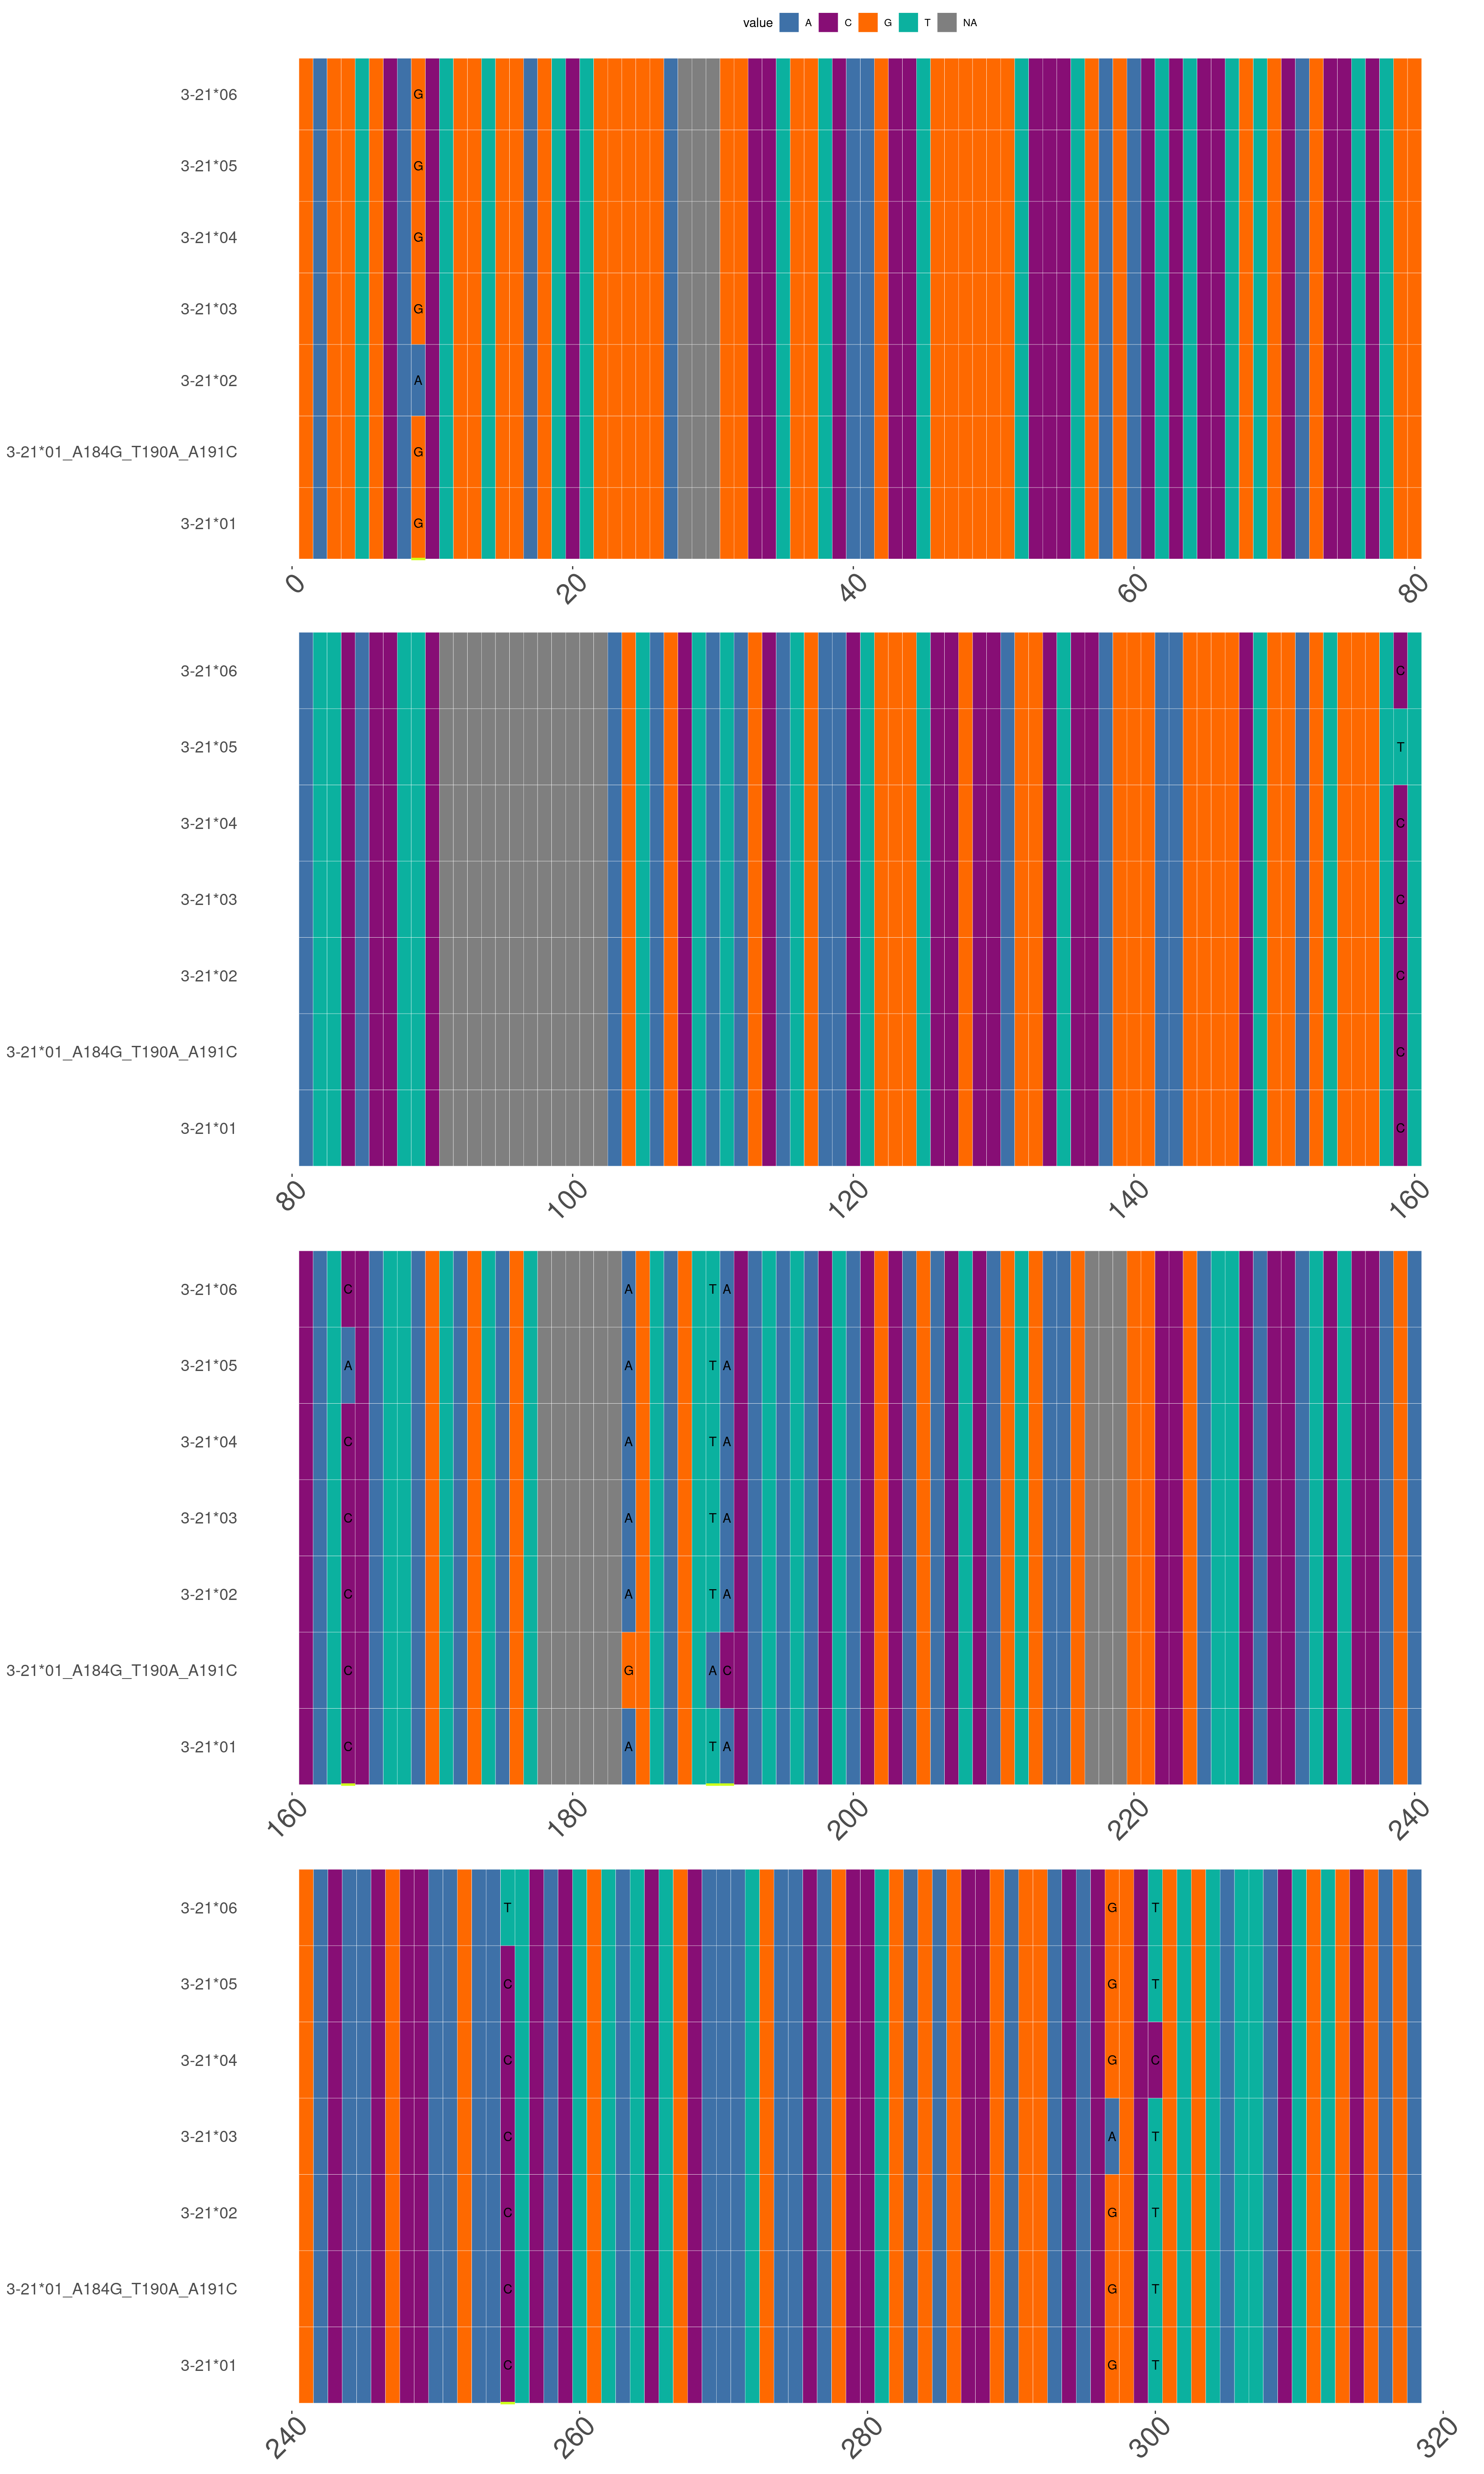 value A C G T NA
3-21*06 G
3-21*05 G
3-21*04 G
3-21*03 G
3-21*02 A
3-21*01_A184G_T190A_A191C G
3-21*01 G
0 20 40 60 80
3-21*06 C
3-21*05 T
3-21*04 C
3-21*03 C
3-21*02 C
3-21*01_A184G_T190A_A191C C
3-21*01 C
80 100 120 140 160
3-21*06 C A T A
3-21*05 A A T A
3-21*04 C A T A
3-21*03 C A T A
3-21*02 C A T A
3-21*01_A184G_T190A_A191C C G A C
3-21*01 C A T A
160 180 200 220 240
3-21*06 T G T
3-21*05 C G T
3-21*04 C G C
3-21*03 C A T
3-21*02 C G T
3-21*01_A184G_T190A_A191C C G T
3-21*01 C G T
240 260 280 300 320